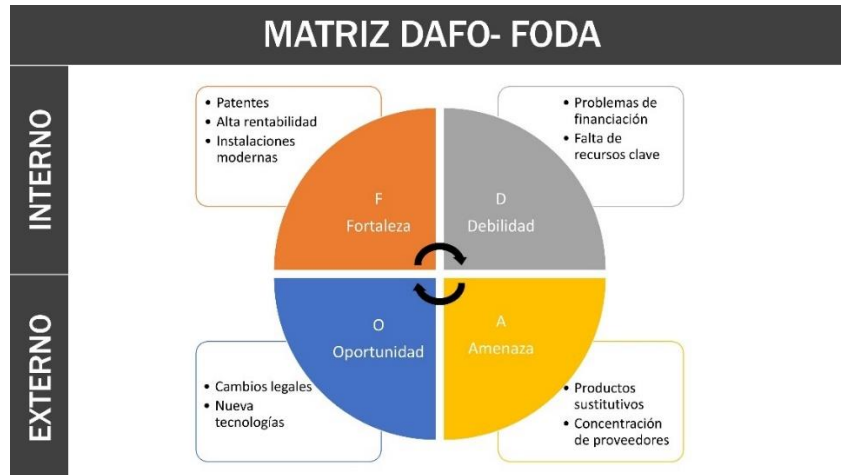 MATRIZ DAFO- FODA
INTERNO
• Patentes
• Alta rentabilidad
• Instalaciones
modernas
• Problemas de
financiación
• Falta de
recursos clave
F
Fortaleza
D
Debilidad
EXTERNO
O
Oportunidad
A
Amenaza
• Cambios legales
• Nueva
tecnologías
• Productos
sustitutivos
• Concentración
de proveedores